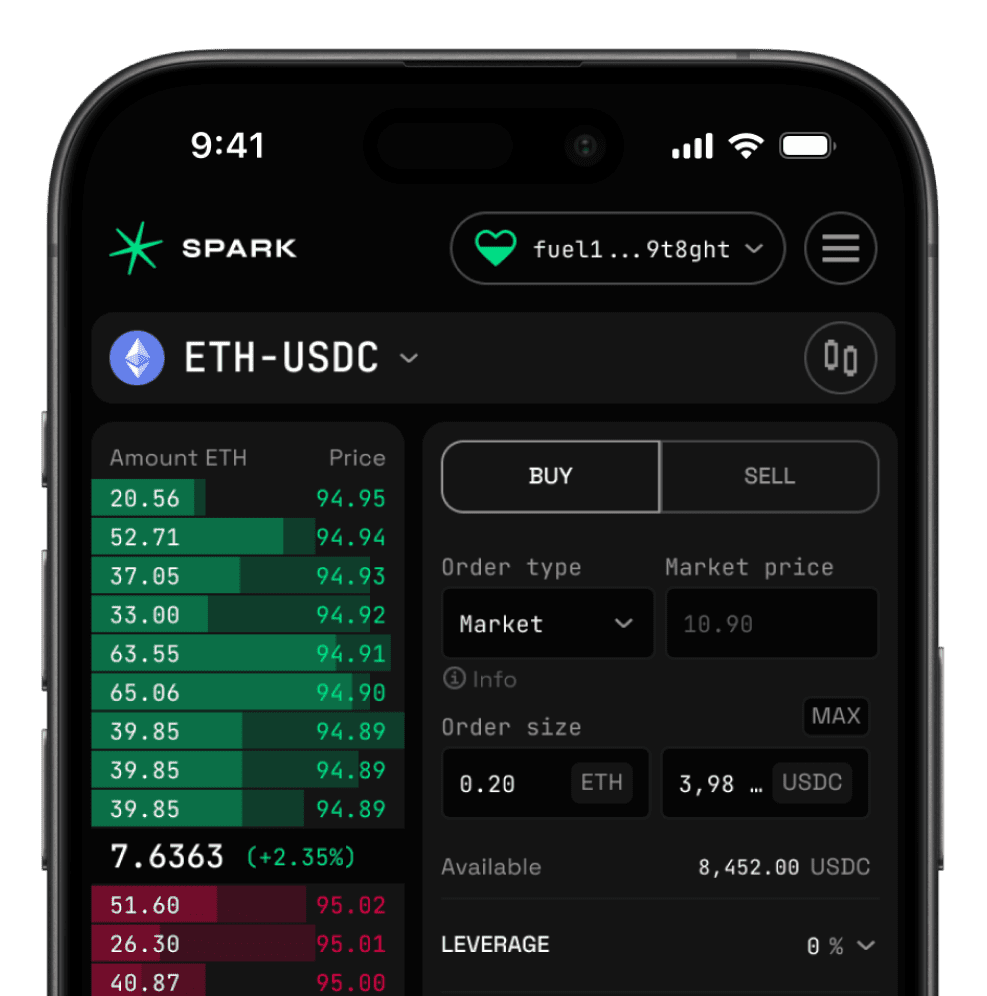 9:41
SPARK fuel1...9t8ght
ETH-USDC
Amount ETH Price
20.56 94.95
52.71 94.94
37.05 94.93
33.00 94.92
63.55 94.91
65.06 94.90
39.85 94.89
39.85 94.89
39.85 94.89
7.6363 (+2.35%)
51.60 95.02
26.30 95.01
40.87 95.00
BUY SELL
Order type Market price
Market 10.90
Info
Order size MAX
0.20 ETH 3,98 … USDC
Available 8,452.00 USDC
LEVERAGE 0 %